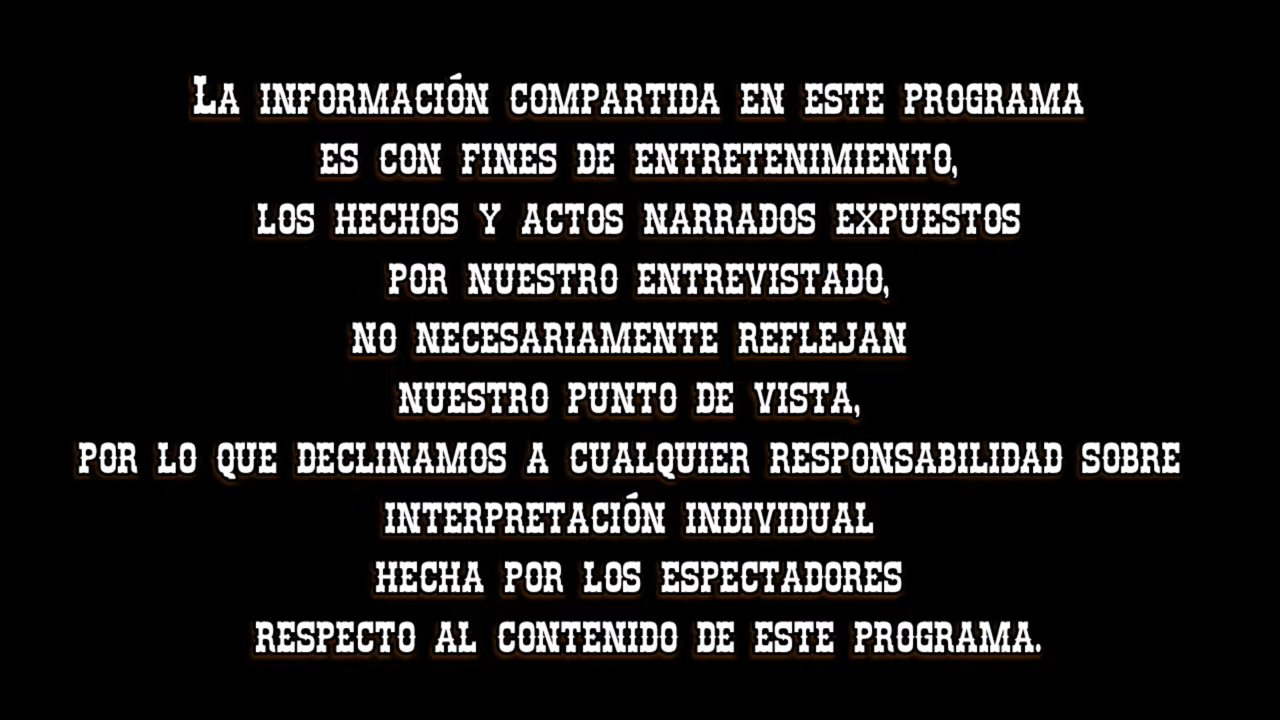 La información compartida en este programa
es con fines de entretenimiento,
los hechos y actos narrados expuestos
por nuestro entrevistado,
no necesariamente reflejan
nuestro punto de vista,
por lo que declinamos a cualquier responsabilidad sobre
interpretación individual
hecha por los espectadores
respecto al contenido de este programa.